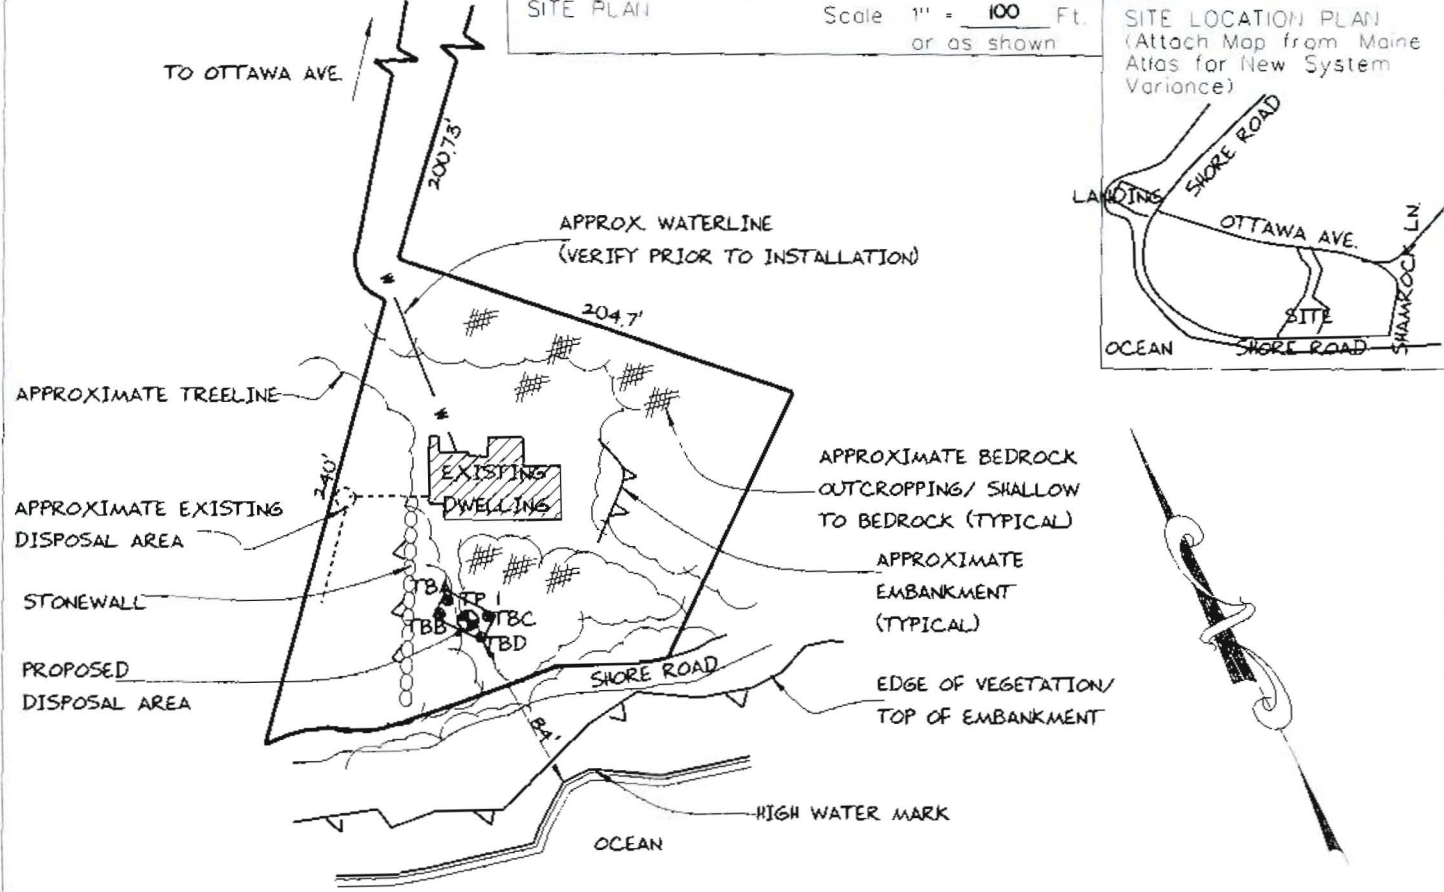 SITE PLAN
Scale 1" = 100 Ft.
or as shown
SITE LOCATION PLAN
(Attach Map from Maine
Atlas for New System
Variance)
SHORE ROAD
LANDING
OTTAWA AVE.
SHAMROCK LN.
SITE
OCEAN
SHORE ROAD
TO OTTAWA AVE.
200.73'
APPROX. WATERLINE
(VERIFY PRIOR TO INSTALLATION)
W
204.7'
APPROXIMATE TREELINE
W
EXISTING
DWELLING
240'
APPROXIMATE EXISTING
DISPOSAL AREA
APPROXIMATE BEDROCK
OUTCROPPING/ SHALLOW
TO BEDROCK (TYPICAL)
APPROXIMATE
EMBANKMENT
(TYPICAL)
STONEWALL
TBA
TP 1
TBB
TBC
TBD
PROPOSED
DISPOSAL AREA
SHORE ROAD
EDGE OF VEGETATION/
TOP OF EMBANKMENT
84'
HIGH WATER MARK
OCEAN